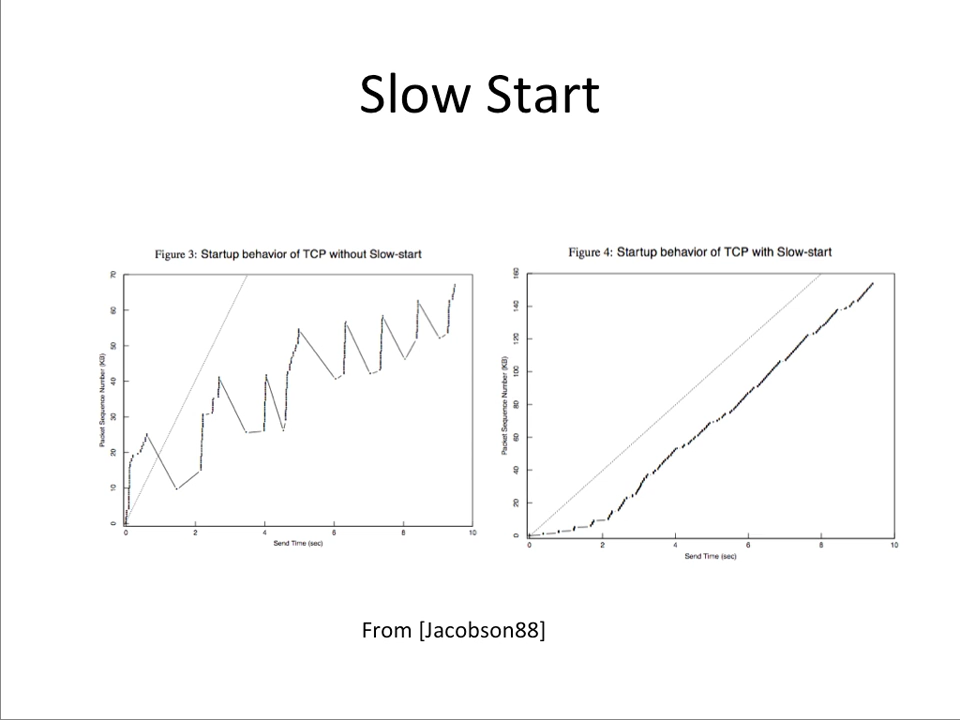 Slow Start
Figure 3: Startup behavior of TCP without Slow-start
Packet Sequence Number (KB)
70
60
50
40
30
20
10
0
0 2 4 6 8 10
Send Time (sec)
Figure 4: Startup behavior of TCP with Slow-start
Packet Sequence Number (KB)
160
140
120
100
80
60
40
20
0
0 2 4 6 8 10
Send Time (sec)
From [Jacobson88]